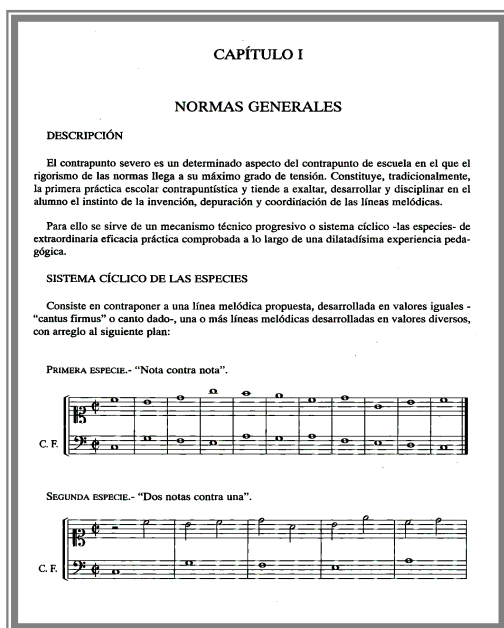 CAPÍTULO I
NORMAS GENERALES
DESCRIPCIÓN
El contrapunto severo es un determinado aspecto del contrapunto de escuela en el que el
rigorismo de las normas llega a su máximo grado de tensión. Constituye, tradicionalmente,
la primera práctica escolar contrapuntística y tiende a exaltar, desarrollar y disciplinar en el
alumno el instinto de la invención, depuración y coordinación de las líneas melódicas.
Para ello se sirve de un mecanismo técnico progresivo o sistema cíclico -las especies- de
extraordinaria eficacia práctica comprobada a lo largo de una dilatadísima experiencia peda-
gógica.
SISTEMA CÍCLICO DE LAS ESPECIES
Consiste en contraponer a una línea melódica propuesta, desarrollada en valores iguales -
"cantus firmus" o canto dado-, una o más líneas melódicas desarrolladas en valores diversos,
con arreglo al siguiente plan:
PRIMERA ESPECIE.- "Nota contra nota".
C. F.
SEGUNDA ESPECIE.- "Dos notas contra una".
C. F.